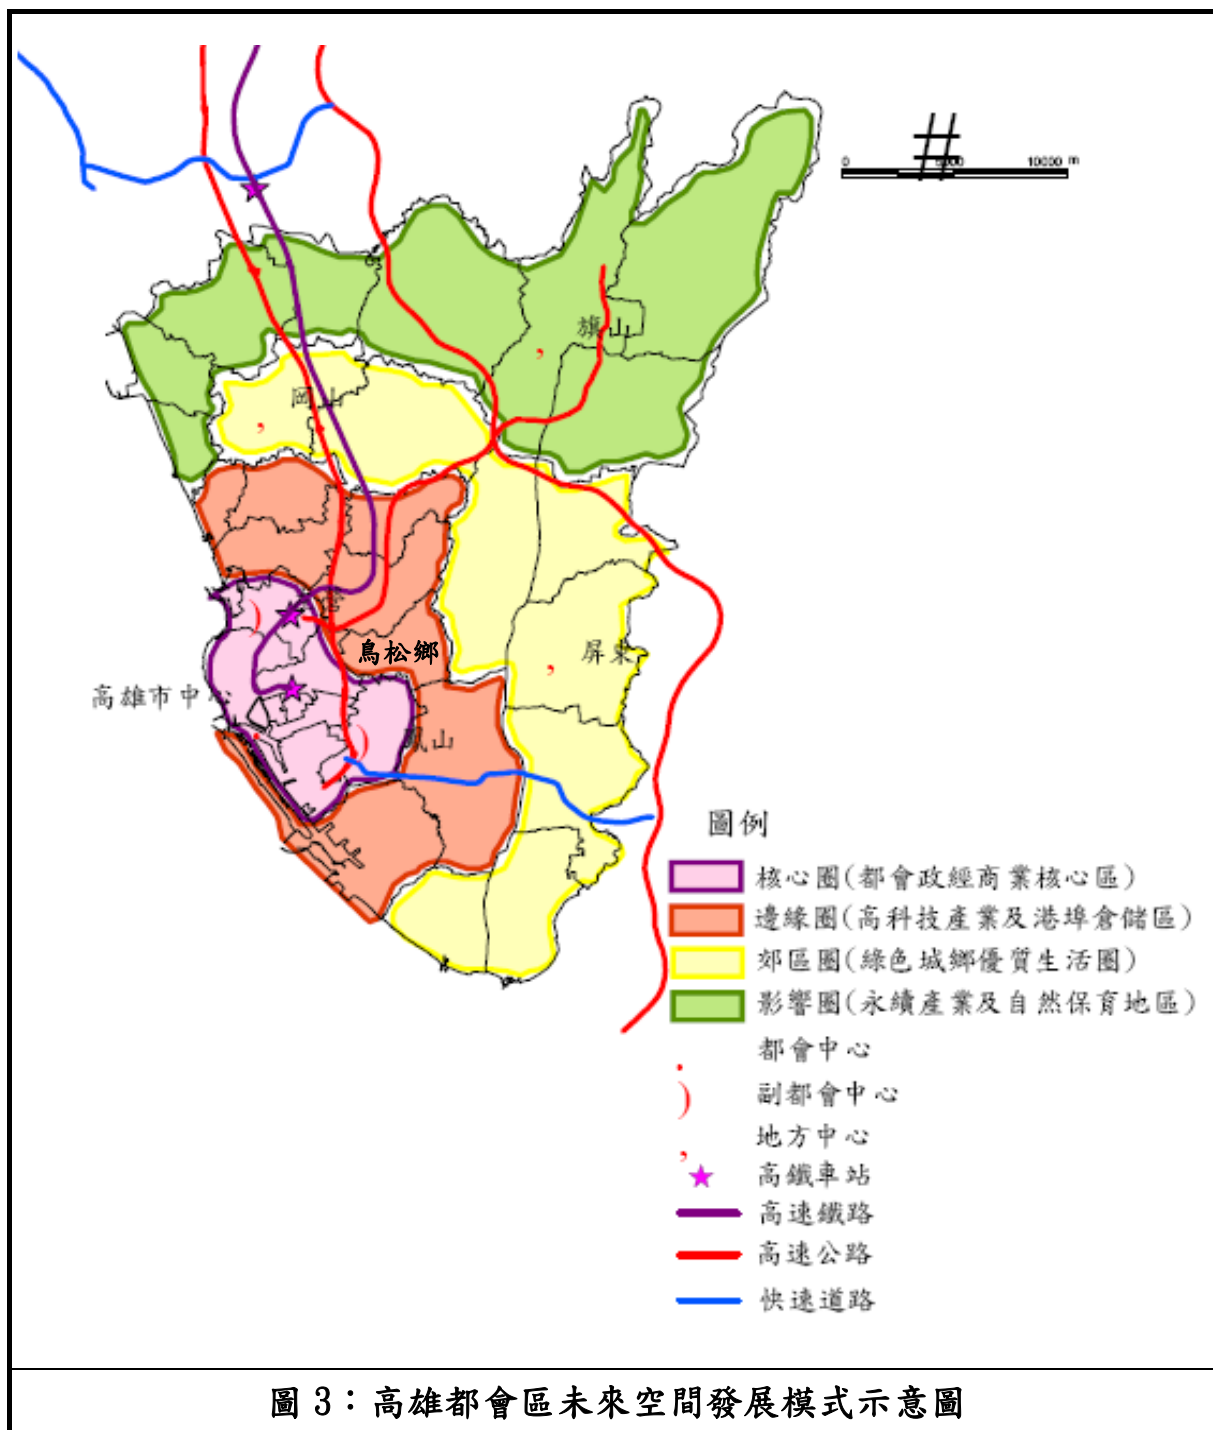 0 5000 10000 m
旗山
岡山
鳥松鄉
屏東
高雄市中心
鳳山
圖例
核心圈(都會政經商業核心區)
邊緣圈(高科技產業及港埠倉儲區)
郊區圈(綠色城鄉優質生活圈)
影響圈(永續產業及自然保育地區)
都會中心
副都會中心
地方中心
高鐵車站
高速鐵路
高速公路
快速道路
圖 3：高雄都會區未來空間發展模式示意圖